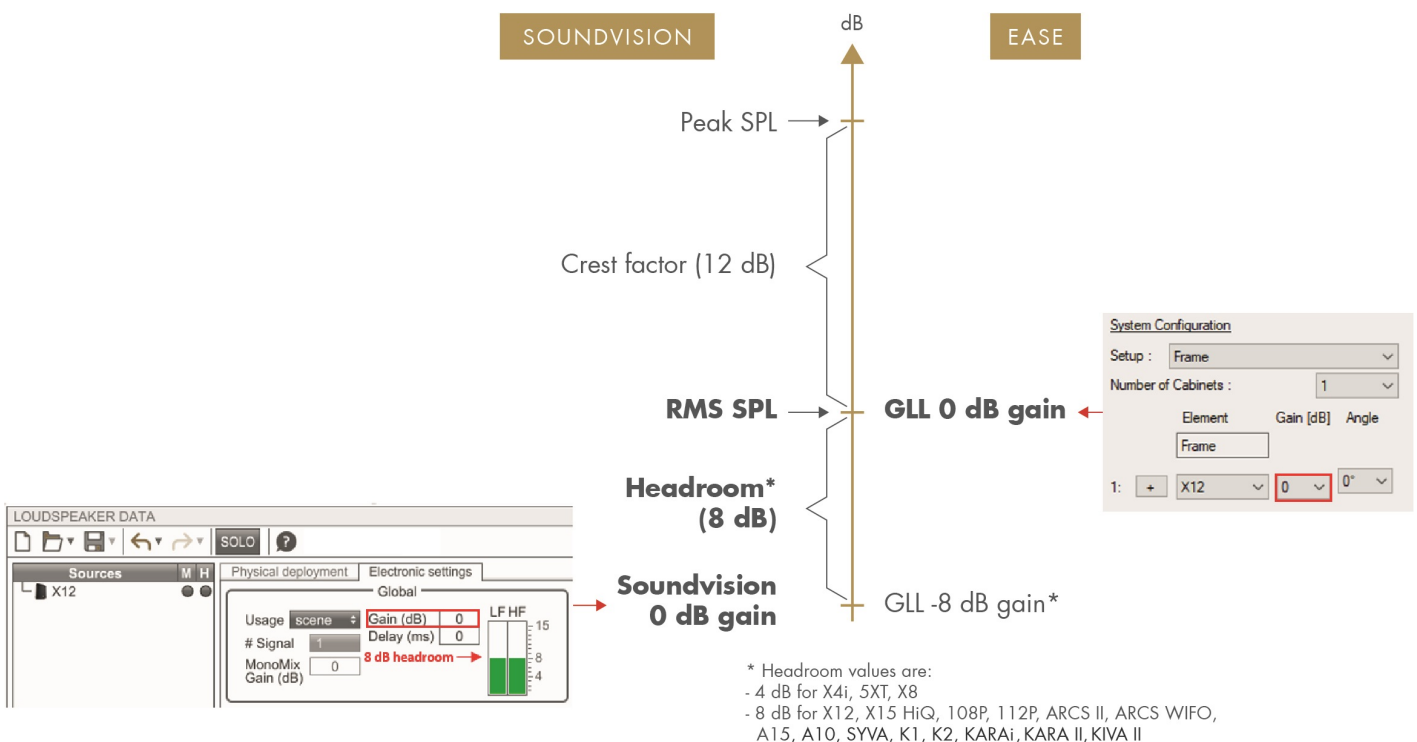 SOUNDVISION
dB
EASE
Peak SPL
Crest factor (12 dB)
System Configuration
Setup : Frame
Number of Cabinets : 1
Element Gain [dB] Angle
Frame
1: + X12 0 0°
RMS SPL
GLL 0 dB gain
Headroom*
(8 dB)
LOUDSPEAKER DATA
SOLO ?
Sources M H
X12
Physical deployment Electronic settings
Global
Usage scene Gain (dB) 0
# Signal 1 Delay (ms) 0
MonoMix
Gain (dB) 0
8 dB headroom
LF HF
15
8
4
Soundvision
0 dB gain
GLL -8 dB gain*
* Headroom values are:
- 4 dB for X4i, 5XT, X8
- 8 dB for X12, X15 HiQ, 108P, 112P, ARCS II, ARCS WIFO,
A15, A10, SYVA, K1, K2, KARAi, KARA II, KIVA II